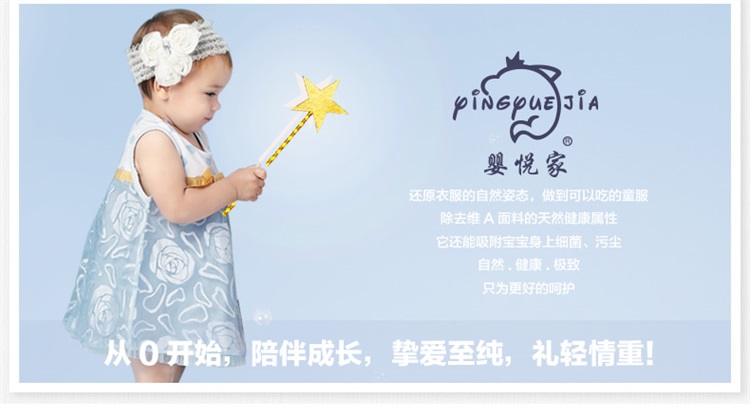 YINGYUEJIA
®
婴悦家
还原衣服的自然姿态，做到可以吃的童服
除去维 A 面料的天然健康属性
它还能吸附宝宝身上细菌、污尘
自然 . 健康 . 极致
只为更好的呵护
从 0 开始，陪伴成长，挚爱至纯，礼轻情重！